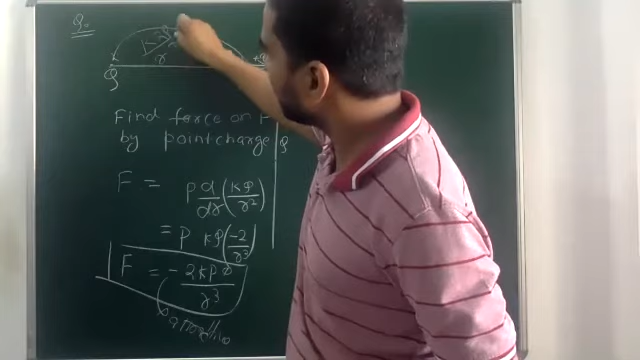 Q.
r
Q
Find force on P
by point charge Q
F = P d/dr (kQ/r²)
= P kQ (-2/r³)
F = -2kPQ/r³